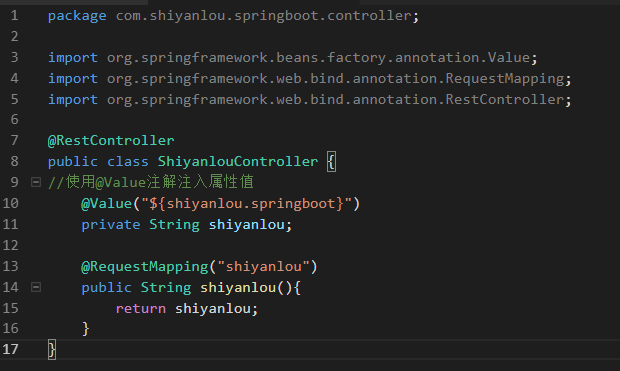 1 package com.shiyanlou.springboot.controller;
2
3 import org.springframework.beans.factory.annotation.Value;
4 import org.springframework.web.bind.annotation.RequestMapping;
5 import org.springframework.web.bind.annotation.RestController;
6
7 @RestController
8 public class ShiyanlouController {
9 //使用@Value注解注入属性值
10     @Value("${shiyanlou.springboot}")
11     private String shiyanlou;
12
13     @RequestMapping("shiyanlou")
14     public String shiyanlou(){
15         return shiyanlou;
16     }
17 }